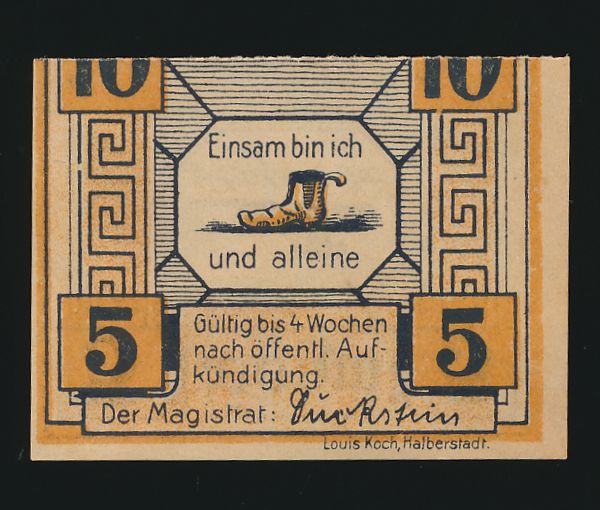 10 10
Einsam bin ich
und alleine
5 5
Gültig bis 4 Wochen
nach öffentl. Auf-
kündigung.
Der Magistrat:
Louis Koch, Halberstadt.